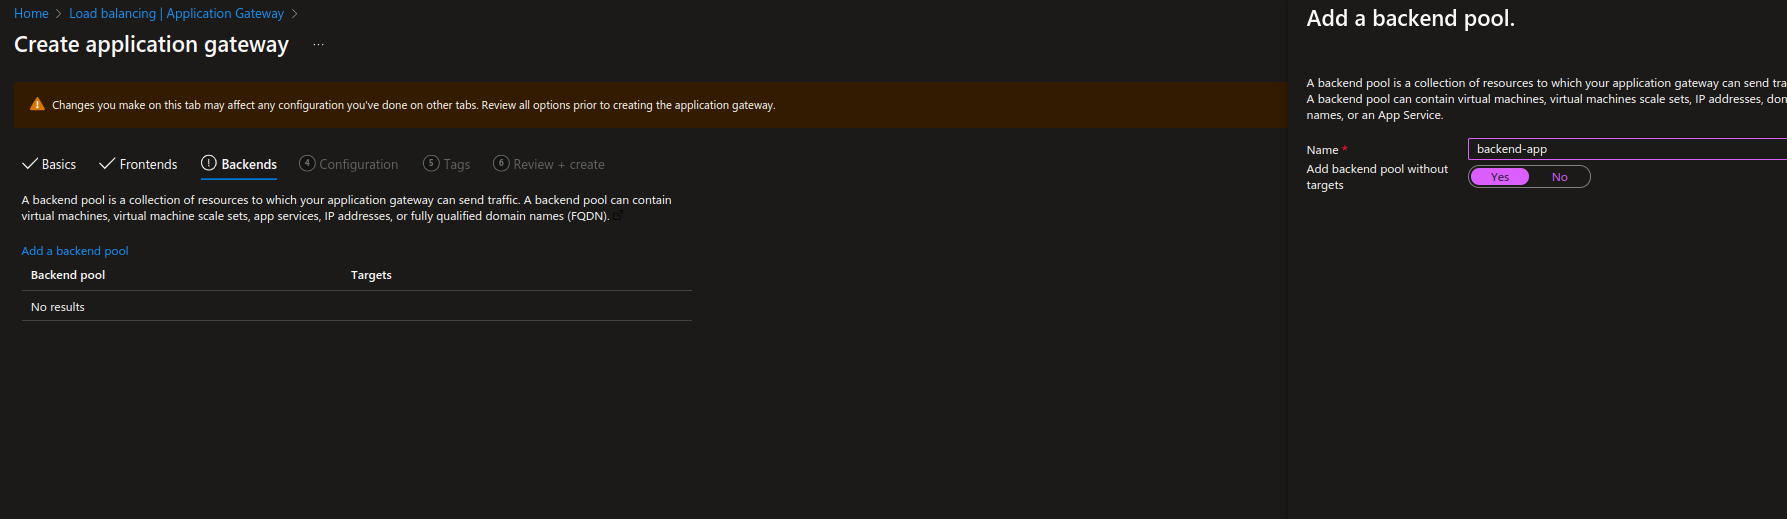 Home > Load balancing | Application Gateway >
Create application gateway ...
Changes you make on this tab may affect any configuration you've done on other tabs. Review all options prior to creating the application gateway.
Basics Frontends Backends 4 Configuration 5 Tags 6 Review + create
A backend pool is a collection of resources to which your application gateway can send traffic. A backend pool can contain
virtual machines, virtual machine scale sets, app services, IP addresses, or fully qualified domain names (FQDN).
Add a backend pool
Backend pool Targets
No results
Add a backend pool.
A backend pool is a collection of resources to which your application gateway can send tra
A backend pool can contain virtual machines, virtual machines scale sets, IP addresses, don
names, or an App Service.
Name * backend-app
Add backend pool without
targets
Yes No